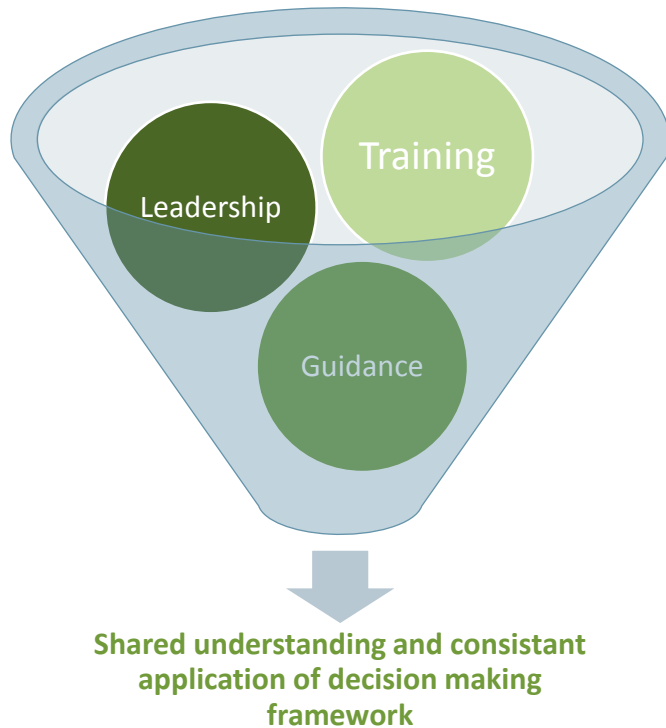 Training
Leadership
Guidance
Shared understanding and consistant
application of decision making
framework